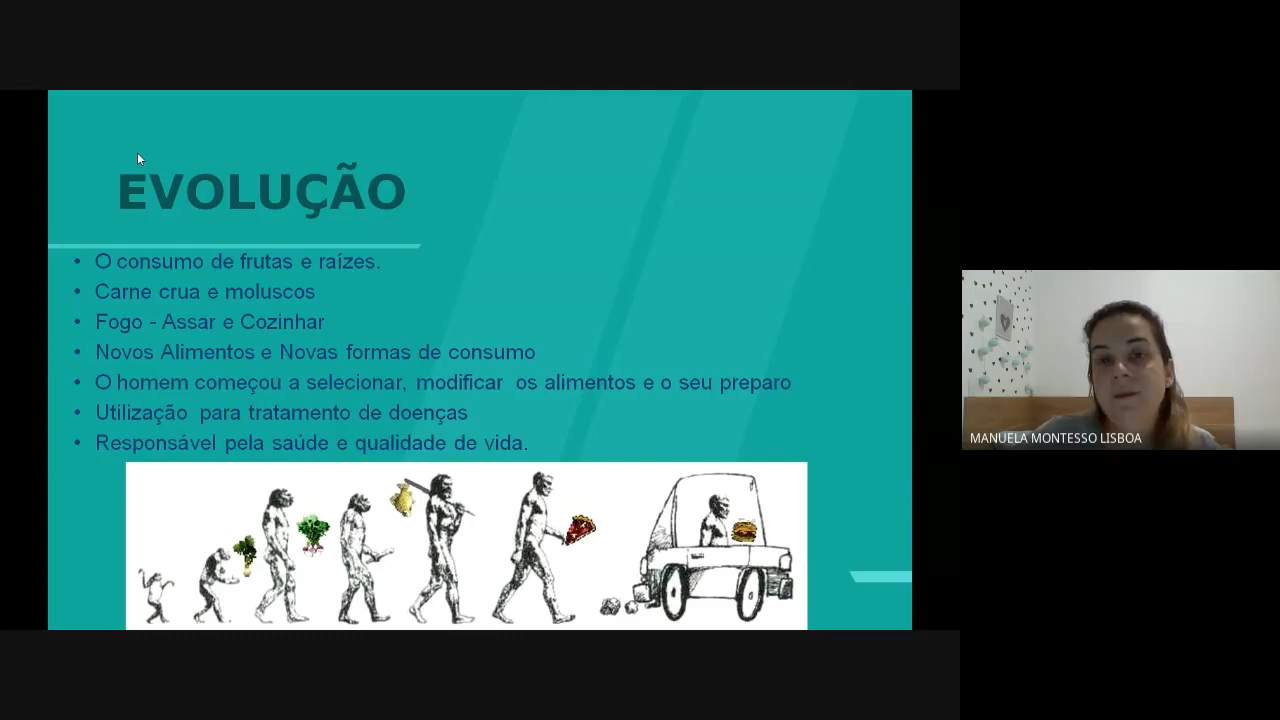 EVOLUÇÃO
• O consumo de frutas e raízes.
• Carne crua e moluscos
• Fogo - Assar e Cozinhar
• Novos Alimentos e Novas formas de consumo
• O homem começou a selecionar, modificar  os alimentos e o seu preparo
• Utilização  para tratamento de doenças
• Responsável pela saúde e qualidade de vida.
MANUELA MONTESSO LISBOA